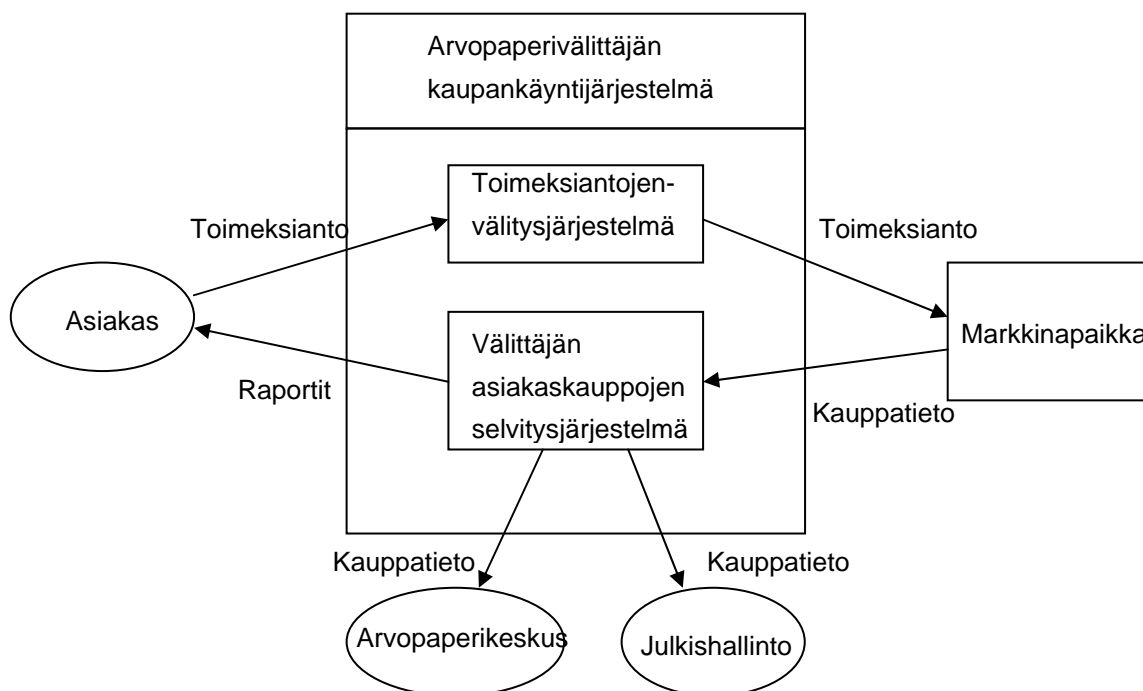 Arvopaperivälittäjän
kaupankäyntijärjestelmä
Toimeksiantojen-
välitysjärjestelmä
Toimeksianto
Toimeksianto
Asiakas
Markkinapaikka
Välittäjän
asiakaskauppojen
selvitysjärjestelmä
Raportit
Kauppatieto
Kauppatieto
Kauppatieto
Arvopaperikeskus
Julkishallinto